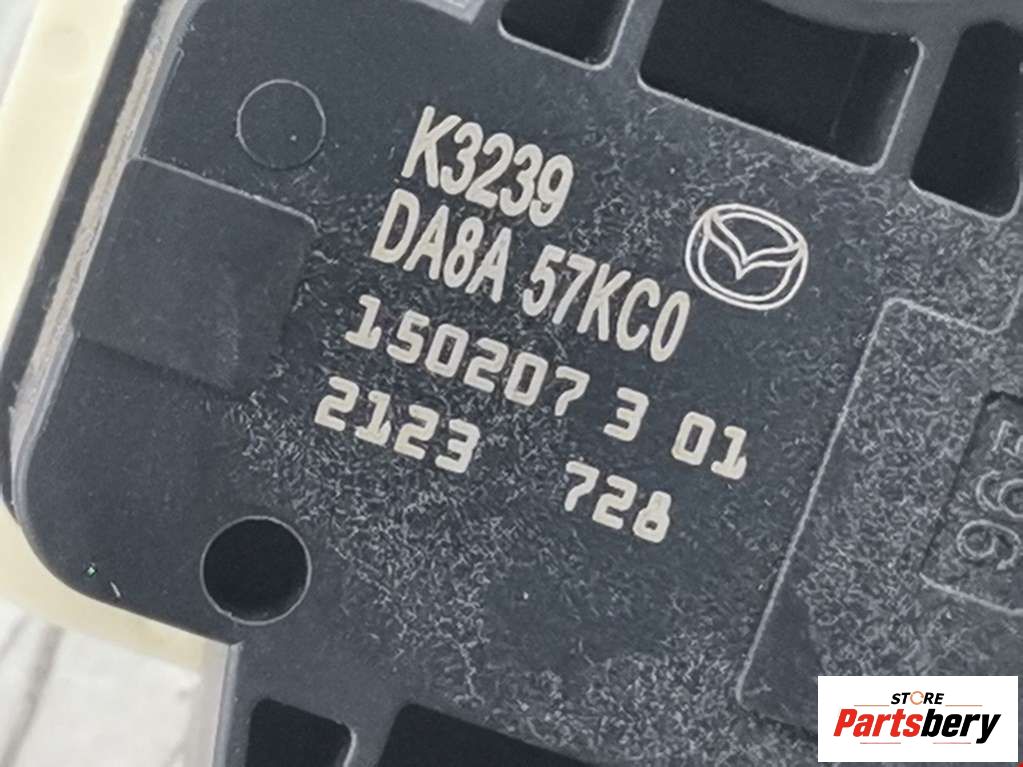 K3239
DA8A 57KC0
150207 3 01
2123 728
STORE
Partsbery